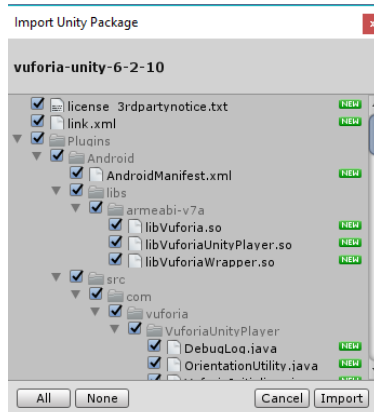 Import Unity Package
vuforia-unity-6-2-10
license_3rdpartynotice.txt NEW
link.xml NEW
Plugins
Android
AndroidManifest.xml NEW
libs
armeabi-v7a
libVuforia.so NEW
libVuforiaUnityPlayer.so NEW
libVuforiaWrapper.so NEW
src
com
vuforia
VuforiaUnityPlayer
DebugLog.java NEW
OrientationUtility.java NEW
All None Cancel Import